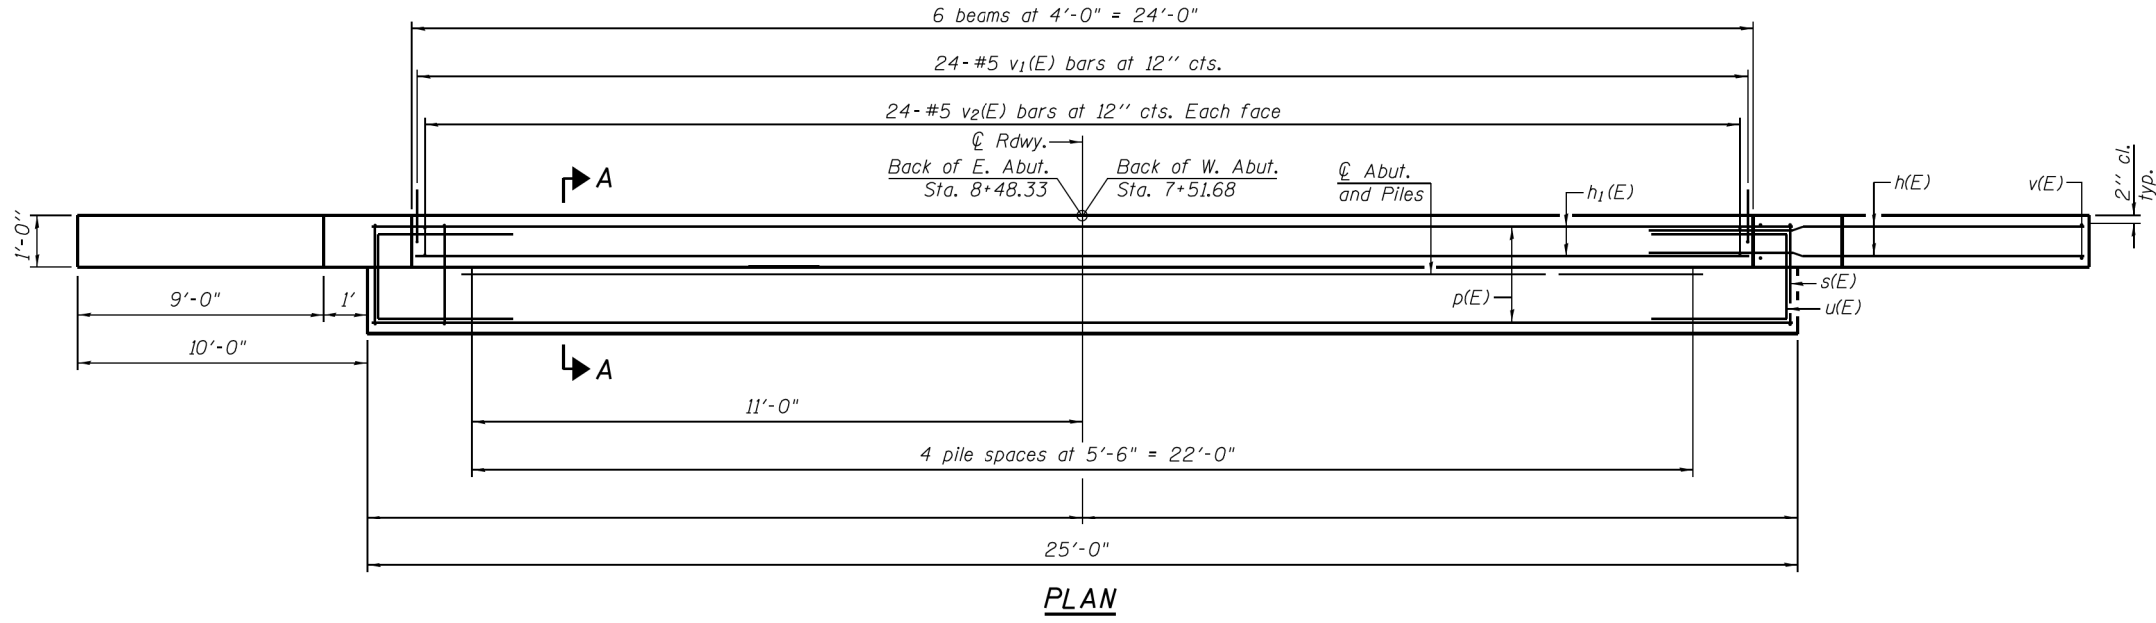 6 beams at 4'-0" = 24'-0"
24-#5 v1(E) bars at 12" cts.
24-#5 v2(E) bars at 12" cts. Each face
℄ Rdwy.
Back of E. Abut.
Sta. 8+48.33
Back of W. Abut.
Sta. 7+51.68
℄ Abut.
and Piles
h1(E)
h(E)
v(E)
2" cl.
typ.
A
1'-0"
9'-0"
1'
10'-0"
p(E)
s(E)
u(E)
A
11'-0"
4 pile spaces at 5'-6" = 22'-0"
25'-0"
PLAN